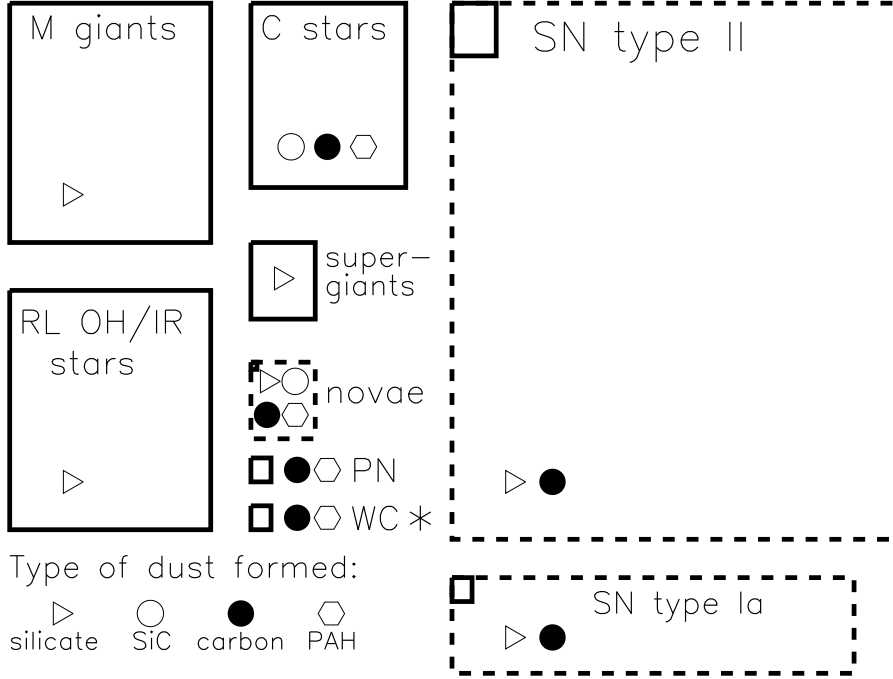 M giants
C stars
SN type II
super-
giants
RL OH/IR
stars
novae
PN
WC *
Type of dust formed:
silicate SiC carbon PAH
SN type Ia